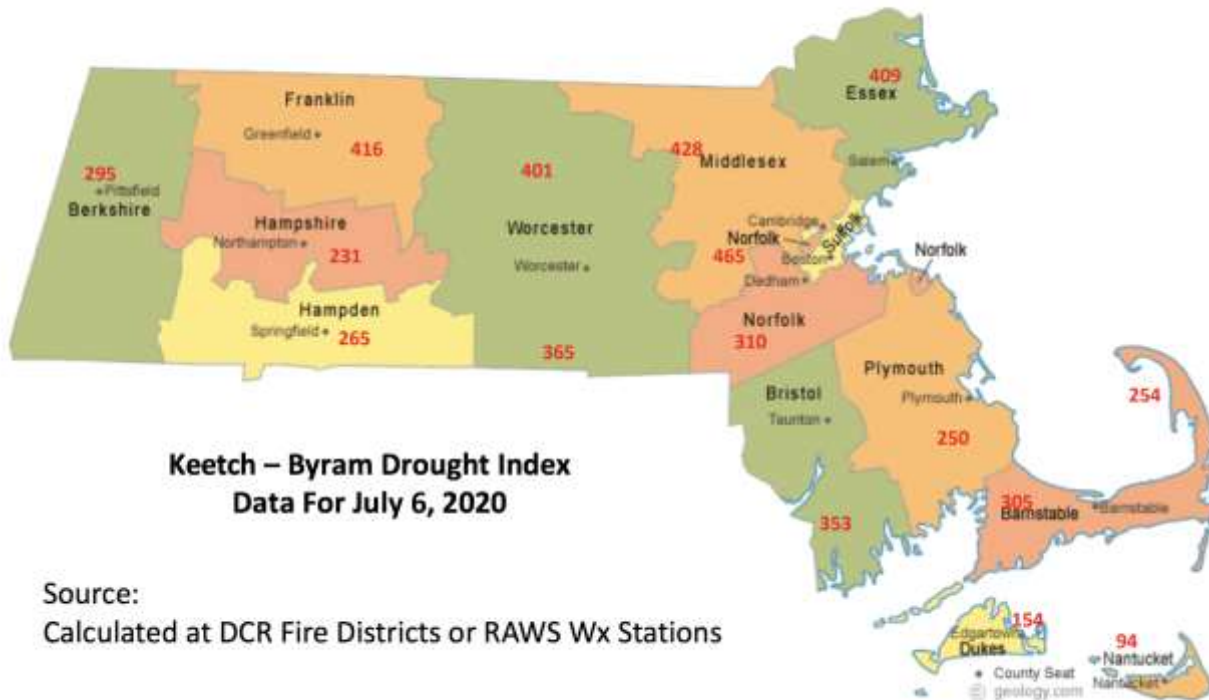 409
Essex
Franklin
Greenfield
416
401
428
Middlesex
Salem
295
Pittsfield
Berkshire
Hampshire
Northampton
231
Worcester
Worcester
Cambridge
Norfolk
Suffolk
465
Boston
Dedham
Norfolk
Hampden
Springfield
265
365
Norfolk
310
Plymouth
Plymouth
250
254
Bristol
Taunton
353
305
Barnstable
Barnstable
Keetch – Byram Drought Index
Data For July 6, 2020
Source:
Calculated at DCR Fire Districts or RAWS Wx Stations
154
Edgartown
Dukes
94
Nantucket
Nantucket
County Seat
© geology.com